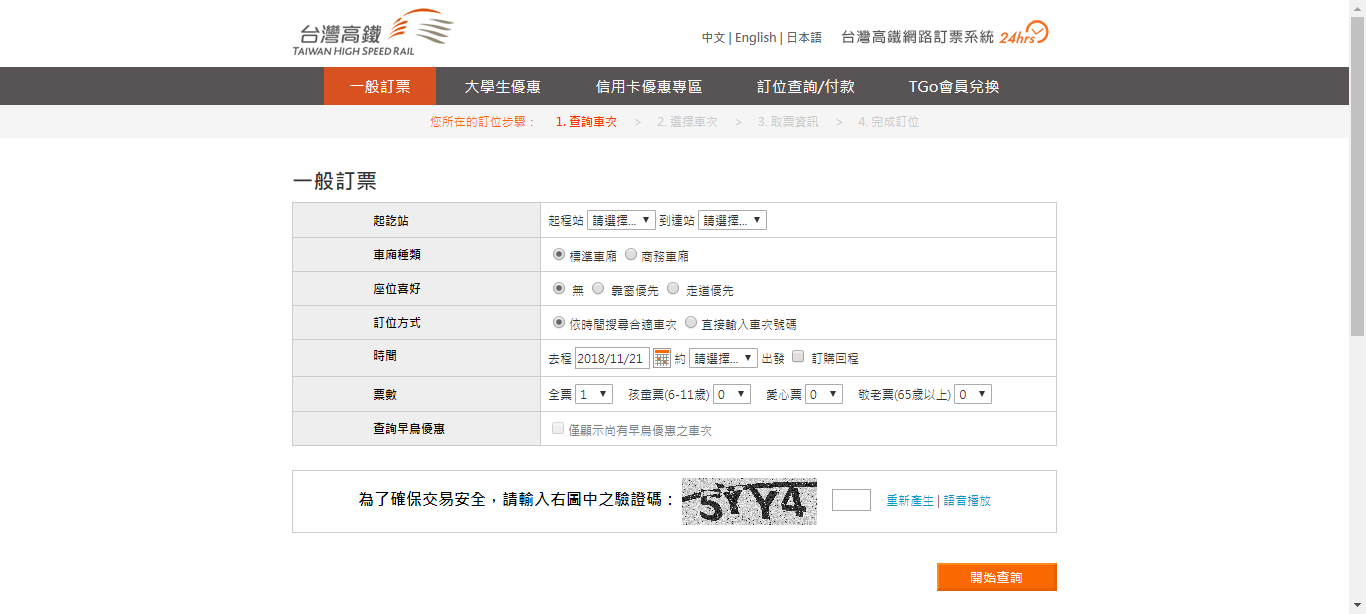 台灣高鐵
TAIWAN HIGH SPEED RAIL
中文 | English | 日本語 台灣高鐵網路訂票系統 24hrs
一般訂票 大學生優惠 信用卡優惠專區 訂位查詢/付款 TGo會員兌換
您所在的訂位步驟： 1. 查詢車次 > 2. 選擇車次 > 3. 取票資訊 > 4. 完成訂位
一般訂票
起訖站 起程站 請選擇... 到達站 請選擇...
車廂種類 標準車廂 商務車廂
座位喜好 無 靠窗優先 走道優先
訂位方式 依時間搜尋合適車次 直接輸入車次號碼
時間 去程 2018/11/21 約 請選擇... 出發 訂購回程
票數 全票 1 孩童票(6-11歲) 0 愛心票 0 敬老票(65歲以上) 0
查詢早鳥優惠 僅顯示尚有早鳥優惠之車次
為了確保交易安全，請輸入右圖中之驗證碼： 5YY4 重新產生 | 語音播放
開始查詢